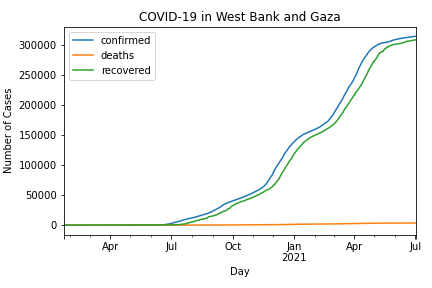 COVID-19 in West Bank and Gaza
confirmed
deaths
recovered
Number of Cases
300000
250000
200000
150000
100000
50000
0
Apr
Jul
Oct
Jan
2021
Apr
Jul
Day